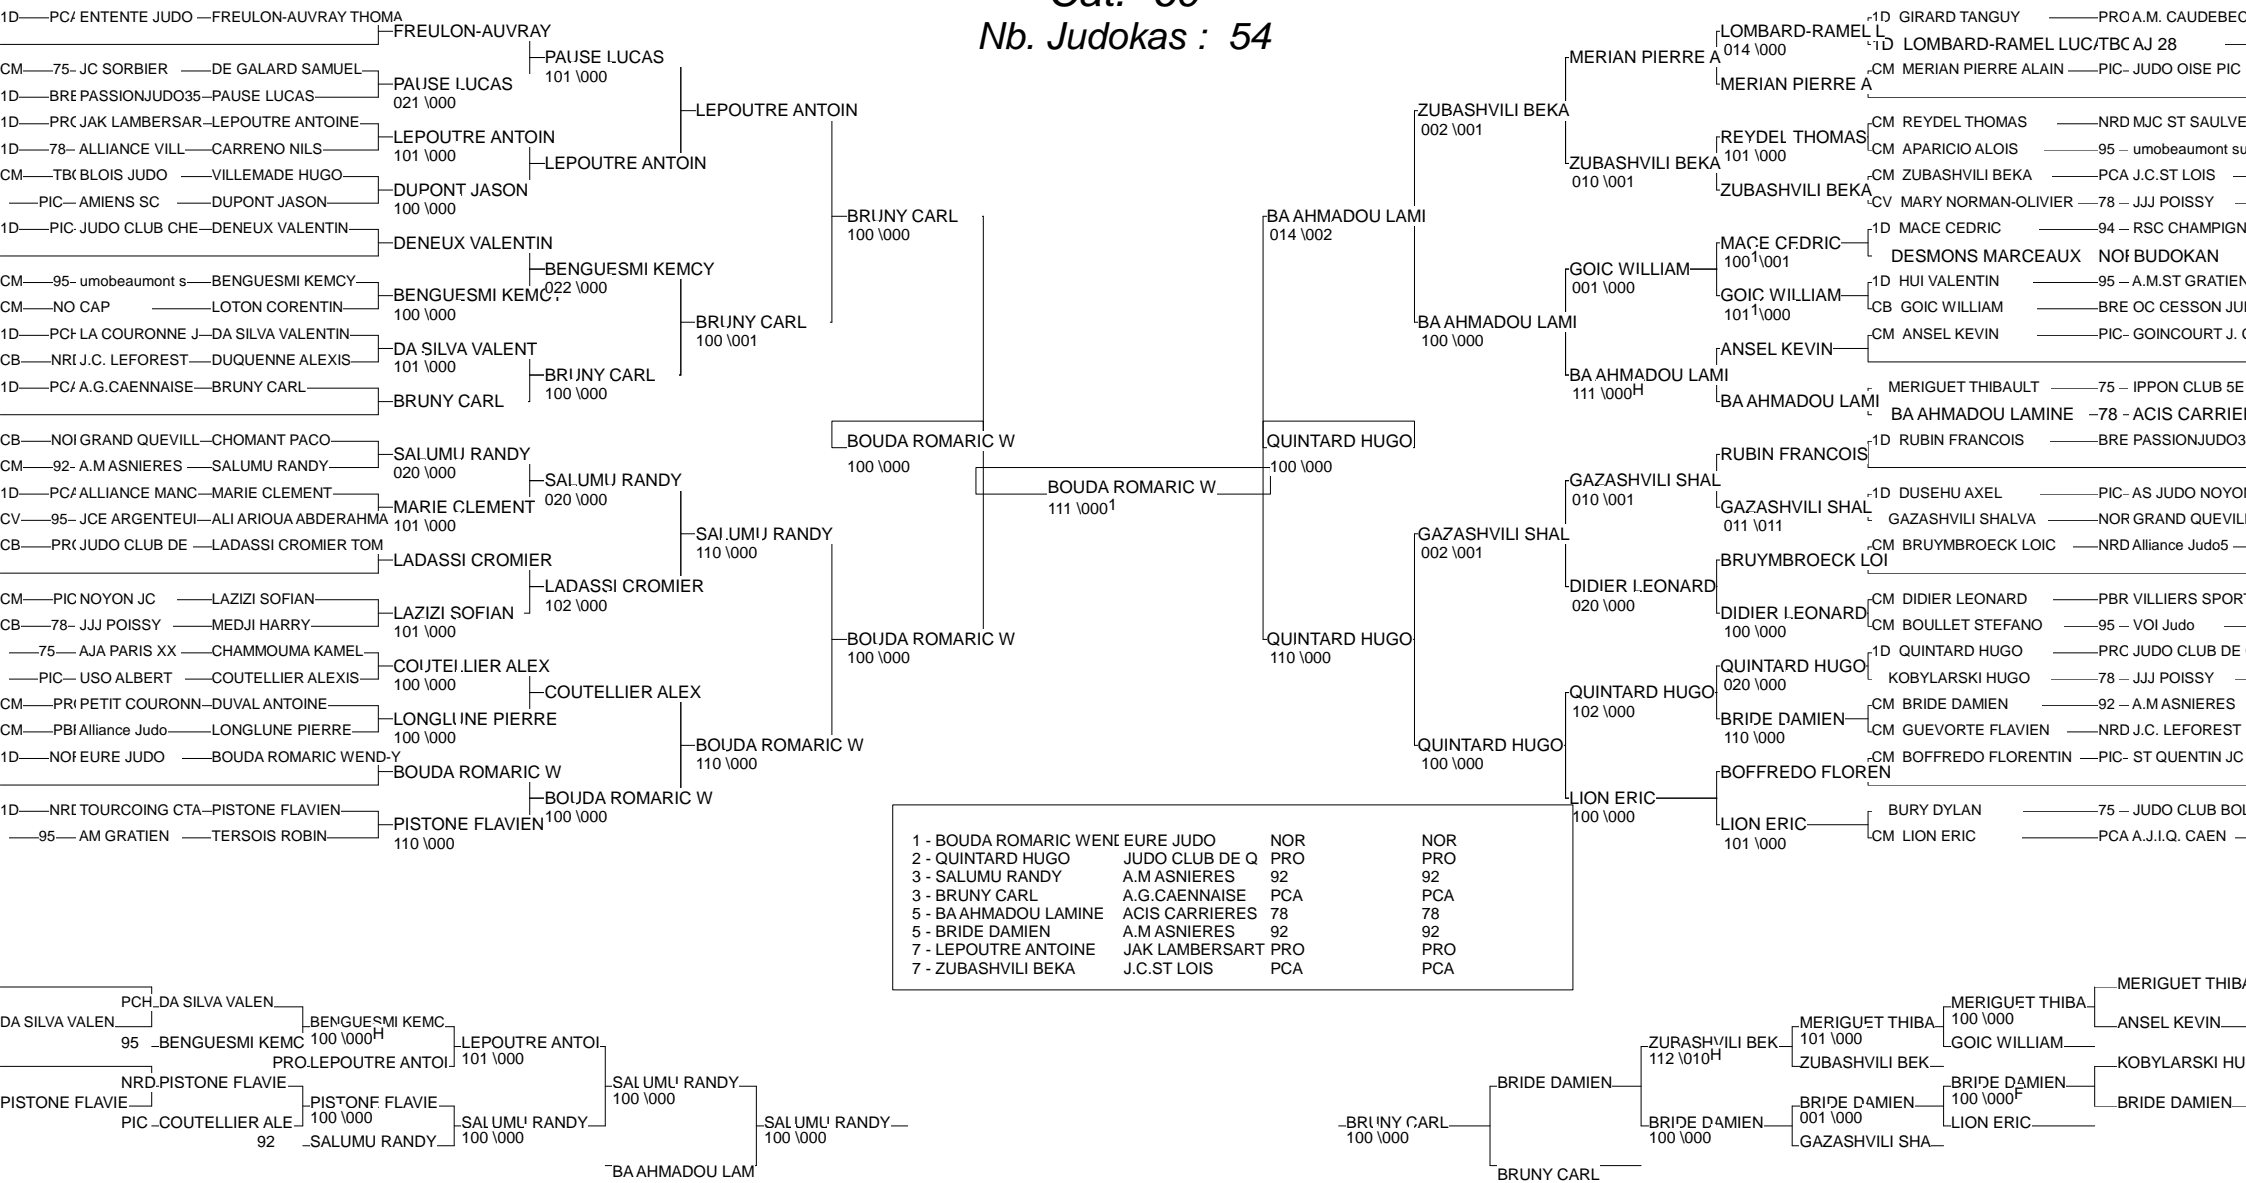 Nb. Judokas : 54
1D PCA ENTENTE JUDO FREULON-AUVRAY THOMA
FREULON-AUVRAY
PAUSE LUCAS
101 \000
CM 75 JC SORBIER DE GALARD SAMUEL
PAUSE LUCAS
021 \000
1D BRE PASSIONJUDO35 PAUSE LUCAS
LEPOUTRE ANTOIN
1D PRO JAK LAMBERSAR LEPOUTRE ANTOINE
LEPOUTRE ANTOIN
101 \000
1D 78 ALLIANCE VILL CARRENO NILS
LEPOUTRE ANTOIN
CM TBO BLOIS JUDO VILLEMADE HUGO
DUPONT JASON
100 \000
PIC AMIENS SC DUPONT JASON
BRUNY CARL
100 \000
1D PIC JUDO CLUB CHE DENEUX VALENTIN
DENEUX VALENTIN
BENGUESMI KEMCY
022 \000
CM 95 umobeaumont s BENGUESMI KEMCY
BENGUESMI KEMCY
100 \000
CM NO CAP LOTON CORENTIN
BRUNY CARL
100 \001
1D PCH LA COURONNE J DA SILVA VALENTIN
DA SILVA VALENT
101 \000
CB NRD J.C. LEFOREST DUQUENNE ALEXIS
BRUNY CARL
100 \000
1D PCA A.G.CAENNAISE BRUNY CARL
BRUNY CARL
BOUDA ROMARIC W
100 \000
CB NOR GRAND QUEVILL CHOMANT PACO
SALUMU RANDY
020 \000
CM 92 A.M ASNIERES SALUMU RANDY
SALUMU RANDY
020 \000
1D PCA ALLIANCE MANC MARIE CLEMENT
MARIE CLEMENT
101 \000
CV 95 JCE ARGENTEUI ALI ARIOUA ABDERAHMA
SALUMU RANDY
110 \000
CB PRO JUDO CLUB DE LADASSI CROMIER TOM
LADASSI CROMIER
LADASSI CROMIER
102 \000
CM PIC NOYON JC LAZIZI SOFIAN
LAZIZI SOFIAN
101 \000
CB 78 JJJ POISSY MEDJI HARRY
BOUDA ROMARIC W
100 \000
75 AJA PARIS XX CHAMMOUMA KAMEL
COUTELLIER ALEX
100 \000
PIC USO ALBERT COUTELLIER ALEXIS
COUTELLIER ALEX
CM PRO PETIT COURONN DUVAL ANTOINE
LONGLUNE PIERRE
100 \000
CM PBR Alliance Judo LONGLUNE PIERRE
BOUDA ROMARIC W
110 \000
1D NOR EURE JUDO BOUDA ROMARIC WEND-Y
BOUDA ROMARIC W
BOUDA ROMARIC W
100 \000
1D NRD TOURCOING CTA PISTONE FLAVIEN
PISTONE FLAVIEN
110 \000
95 AM GRATIEN TERSOIS ROBIN
BOUDA ROMARIC W
111 \0001
LOMBARD-RAMEL L
014 \000
1D GIRARD TANGUY PRO A.M. CAUDEBEC
1D LOMBARD-RAMEL LUCA TBO AJ 28
MERIAN PIERRE A
CM MERIAN PIERRE ALAIN PIC JUDO OISE PIC
MERIAN PIERRE A
ZUBASHVILI BEKA
002 \001
CM REYDEL THOMAS NRD MJC ST SAULVE
REYDEL THOMAS
101 \000
CM APARICIO ALOIS 95 umobeaumont su
ZUBASHVILI BEKA
010 \001
CM ZUBASHVILI BEKA PCA J.C.ST LOIS
ZUBASHVILI BEKA
CV MARY NORMAN-OLIVIER 78 JJJ POISSY
BA AHMADOU LAMI
014 \002
1D MACE CEDRIC 94 RSC CHAMPIGN
MACE CEDRIC
1001\001
DESMONS MARCEAUX NOR BUDOKAN
GOIC WILLIAM
001 \000
1D HUI VALENTIN 95 A.M.ST GRATIEN
GOIC WILLIAM
1011\000
CB GOIC WILLIAM BRE OC CESSON JUD
BA AHMADOU LAMI
100 \000
CM ANSEL KEVIN PIC GOINCOURT J. C
ANSEL KEVIN
BA AHMADOU LAMI
111 \000H
MERIGUET THIBAULT 75 IPPON CLUB 5E
BA AHMADOU LAMI
BA AHMADOU LAMINE 78 ACIS CARRIER
QUINTARD HUGO
100 \000
1D RUBIN FRANCOIS BRE PASSIONJUDO3
RUBIN FRANCOIS
GAZASHVILI SHAL
010 \001
1D DUSEHU AXEL PIC AS JUDO NOYON
GAZASHVILI SHAL
011 \011
GAZASHVILI SHALVA NOR GRAND QUEVILL
GAZASHVILI SHAL
002 \001
CM BRUYMBROECK LOIC NRD Alliance Judo5
BRUYMBROECK LOI
DIDIER LEONARD
020 \000
CM DIDIER LEONARD PBR VILLIERS SPORT
DIDIER LEONARD
100 \000
CM BOULLET STEFANO 95 VOI Judo
QUINTARD HUGO
110 \000
1D QUINTARD HUGO PRO JUDO CLUB DE
QUINTARD HUGO
020 \000
KOBYLARSKI HUGO 78 JJJ POISSY
QUINTARD HUGO
102 \000
CM BRIDE DAMIEN 92 A.M ASNIERES
BRIDE DAMIEN
110 \000
CM GUEVORTE FLAVIEN NRD J.C. LEFOREST
QUINTARD HUGO
100 \000
CM BOFFREDO FLORENTIN PIC ST QUENTIN JC
BOFFREDO FLOREN
LION ERIC
100 \000
BURY DYLAN 75 JUDO CLUB BOL
LION ERIC
101 \000
CM LION ERIC PCA A.J.I.Q. CAEN
1 - BOUDA ROMARIC WEND EURE JUDO NOR NOR
2 - QUINTARD HUGO JUDO CLUB DE Q PRO PRO
3 - SALUMU RANDY A.M ASNIERES 92 92
3 - BRUNY CARL A.G.CAENNAISE PCA PCA
5 - BA AHMADOU LAMINE ACIS CARRIERES 78 78
5 - BRIDE DAMIEN A.M ASNIERES 92 92
7 - LEPOUTRE ANTOINE JAK LAMBERSART PRO PRO
7 - ZUBASHVILI BEKA J.C.ST LOIS PCA PCA
PCH DA SILVA VALEN
DA SILVA VALEN
95 BENGUESMI KEMC
BENGUESMI KEMC
100 \000H
PRO LEPOUTRE ANTOI
LEPOUTRE ANTOI
101 \000
NRD PISTONE FLAVIE
PISTONE FLAVIE
PIC COUTELLIER ALE
PISTONE FLAVIE
100 \000
92 SALUMU RANDY
SALUMU RANDY
100 \000
SALUMU RANDY
100 \000
BA AHMADOU LAM
SALUMU RANDY
100 \000
BRUNY CARL
100 \000
BRIDE DAMIEN
BRUNY CARL
ZUBASHVILI BEK
112 \010H
BRIDE DAMIEN
100 \000
MERIGUET THIBA
101 \000
ZUBASHVILI BEK
BRIDE DAMIEN
001 \000
GAZASHVILI SHA
MERIGUET THIBA
100 \000
GOIC WILLIAM
BRIDE DAMIEN
100 \000F
LION ERIC
MERIGUET THIBA
ANSEL KEVIN
KOBYLARSKI HU
BRIDE DAMIEN